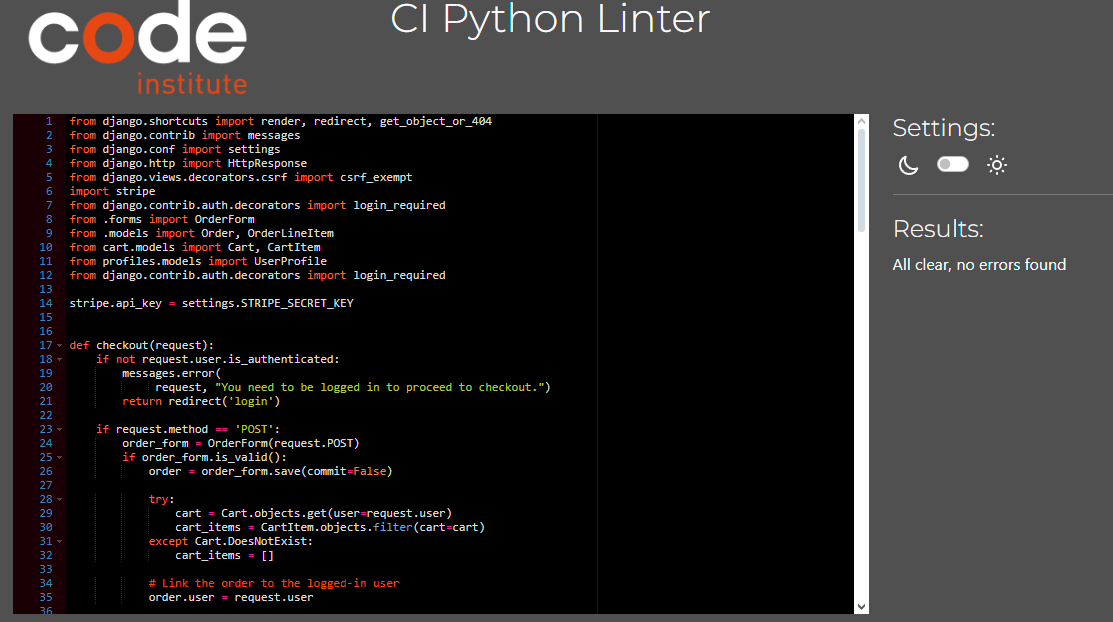 code
institute
CI Python Linter
1 from django.shortcuts import render, redirect, get_object_or_404
2 from django.contrib import messages
3 from django.conf import settings
4 from django.http import HttpResponse
5 from django.views.decorators.csrf import csrf_exempt
6 import stripe
7 from django.contrib.auth.decorators import login_required
8 from .forms import OrderForm
9 from .models import Order, OrderLineItem
10 from cart.models import Cart, CartItem
11 from profiles.models import UserProfile
12 from django.contrib.auth.decorators import login_required
13
14 stripe.api_key = settings.STRIPE_SECRET_KEY
15
16
17 def checkout(request):
18     if not request.user.is_authenticated:
19         messages.error(
20             request, "You need to be logged in to proceed to checkout.")
21         return redirect('login')
22
23     if request.method == 'POST':
24         order_form = OrderForm(request.POST)
25         if order_form.is_valid():
26             order = order_form.save(commit=False)
27
28             try:
29                 cart = Cart.objects.get(user=request.user)
30                 cart_items = CartItem.objects.filter(cart=cart)
31             except Cart.DoesNotExist:
32                 cart_items = []
33
34             # Link the order to the logged-in user
35             order.user = request.user
36
Settings:
Results:
All clear, no errors found